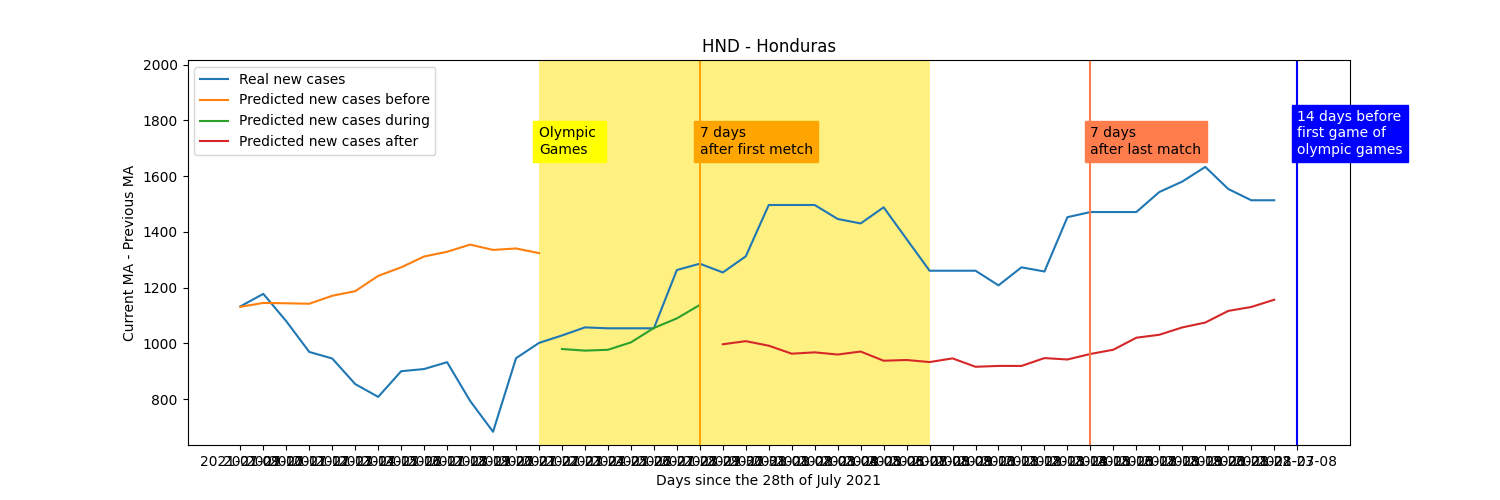 HND - Honduras
2000
1800
1600
1400
1200
1000
800
Current MA - Previous MA
Real new cases
Predicted new cases before
Predicted new cases during
Predicted new cases after
Olympic
Games
7 days
after first metch
7 days
after last match
14 days before
first game of
olympic games
Days since the 28th of July 2021